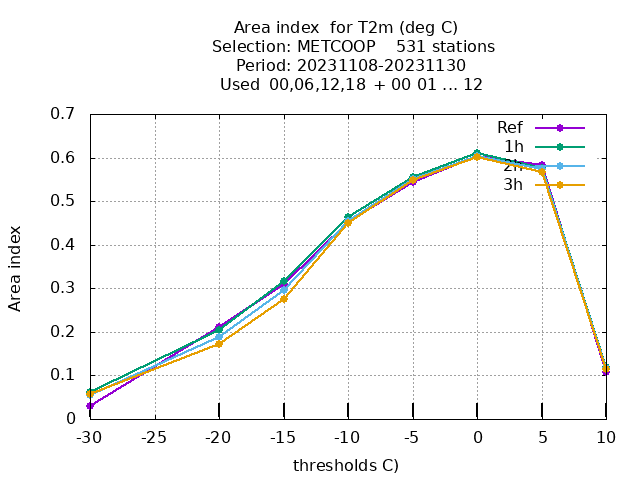 Area index  for T2m (deg C)
Selection: METCOOP    531 stations
Period: 20231108-20231130
Used  00,06,12,18  + 00 01 ... 12
0.7
0.6
0.5
0.4
0.3
0.2
0.1
0
Area index
Ref
1h
2h
3h
-30
-25
-20
-15
-10
-5
0
5
10
thresholds C)